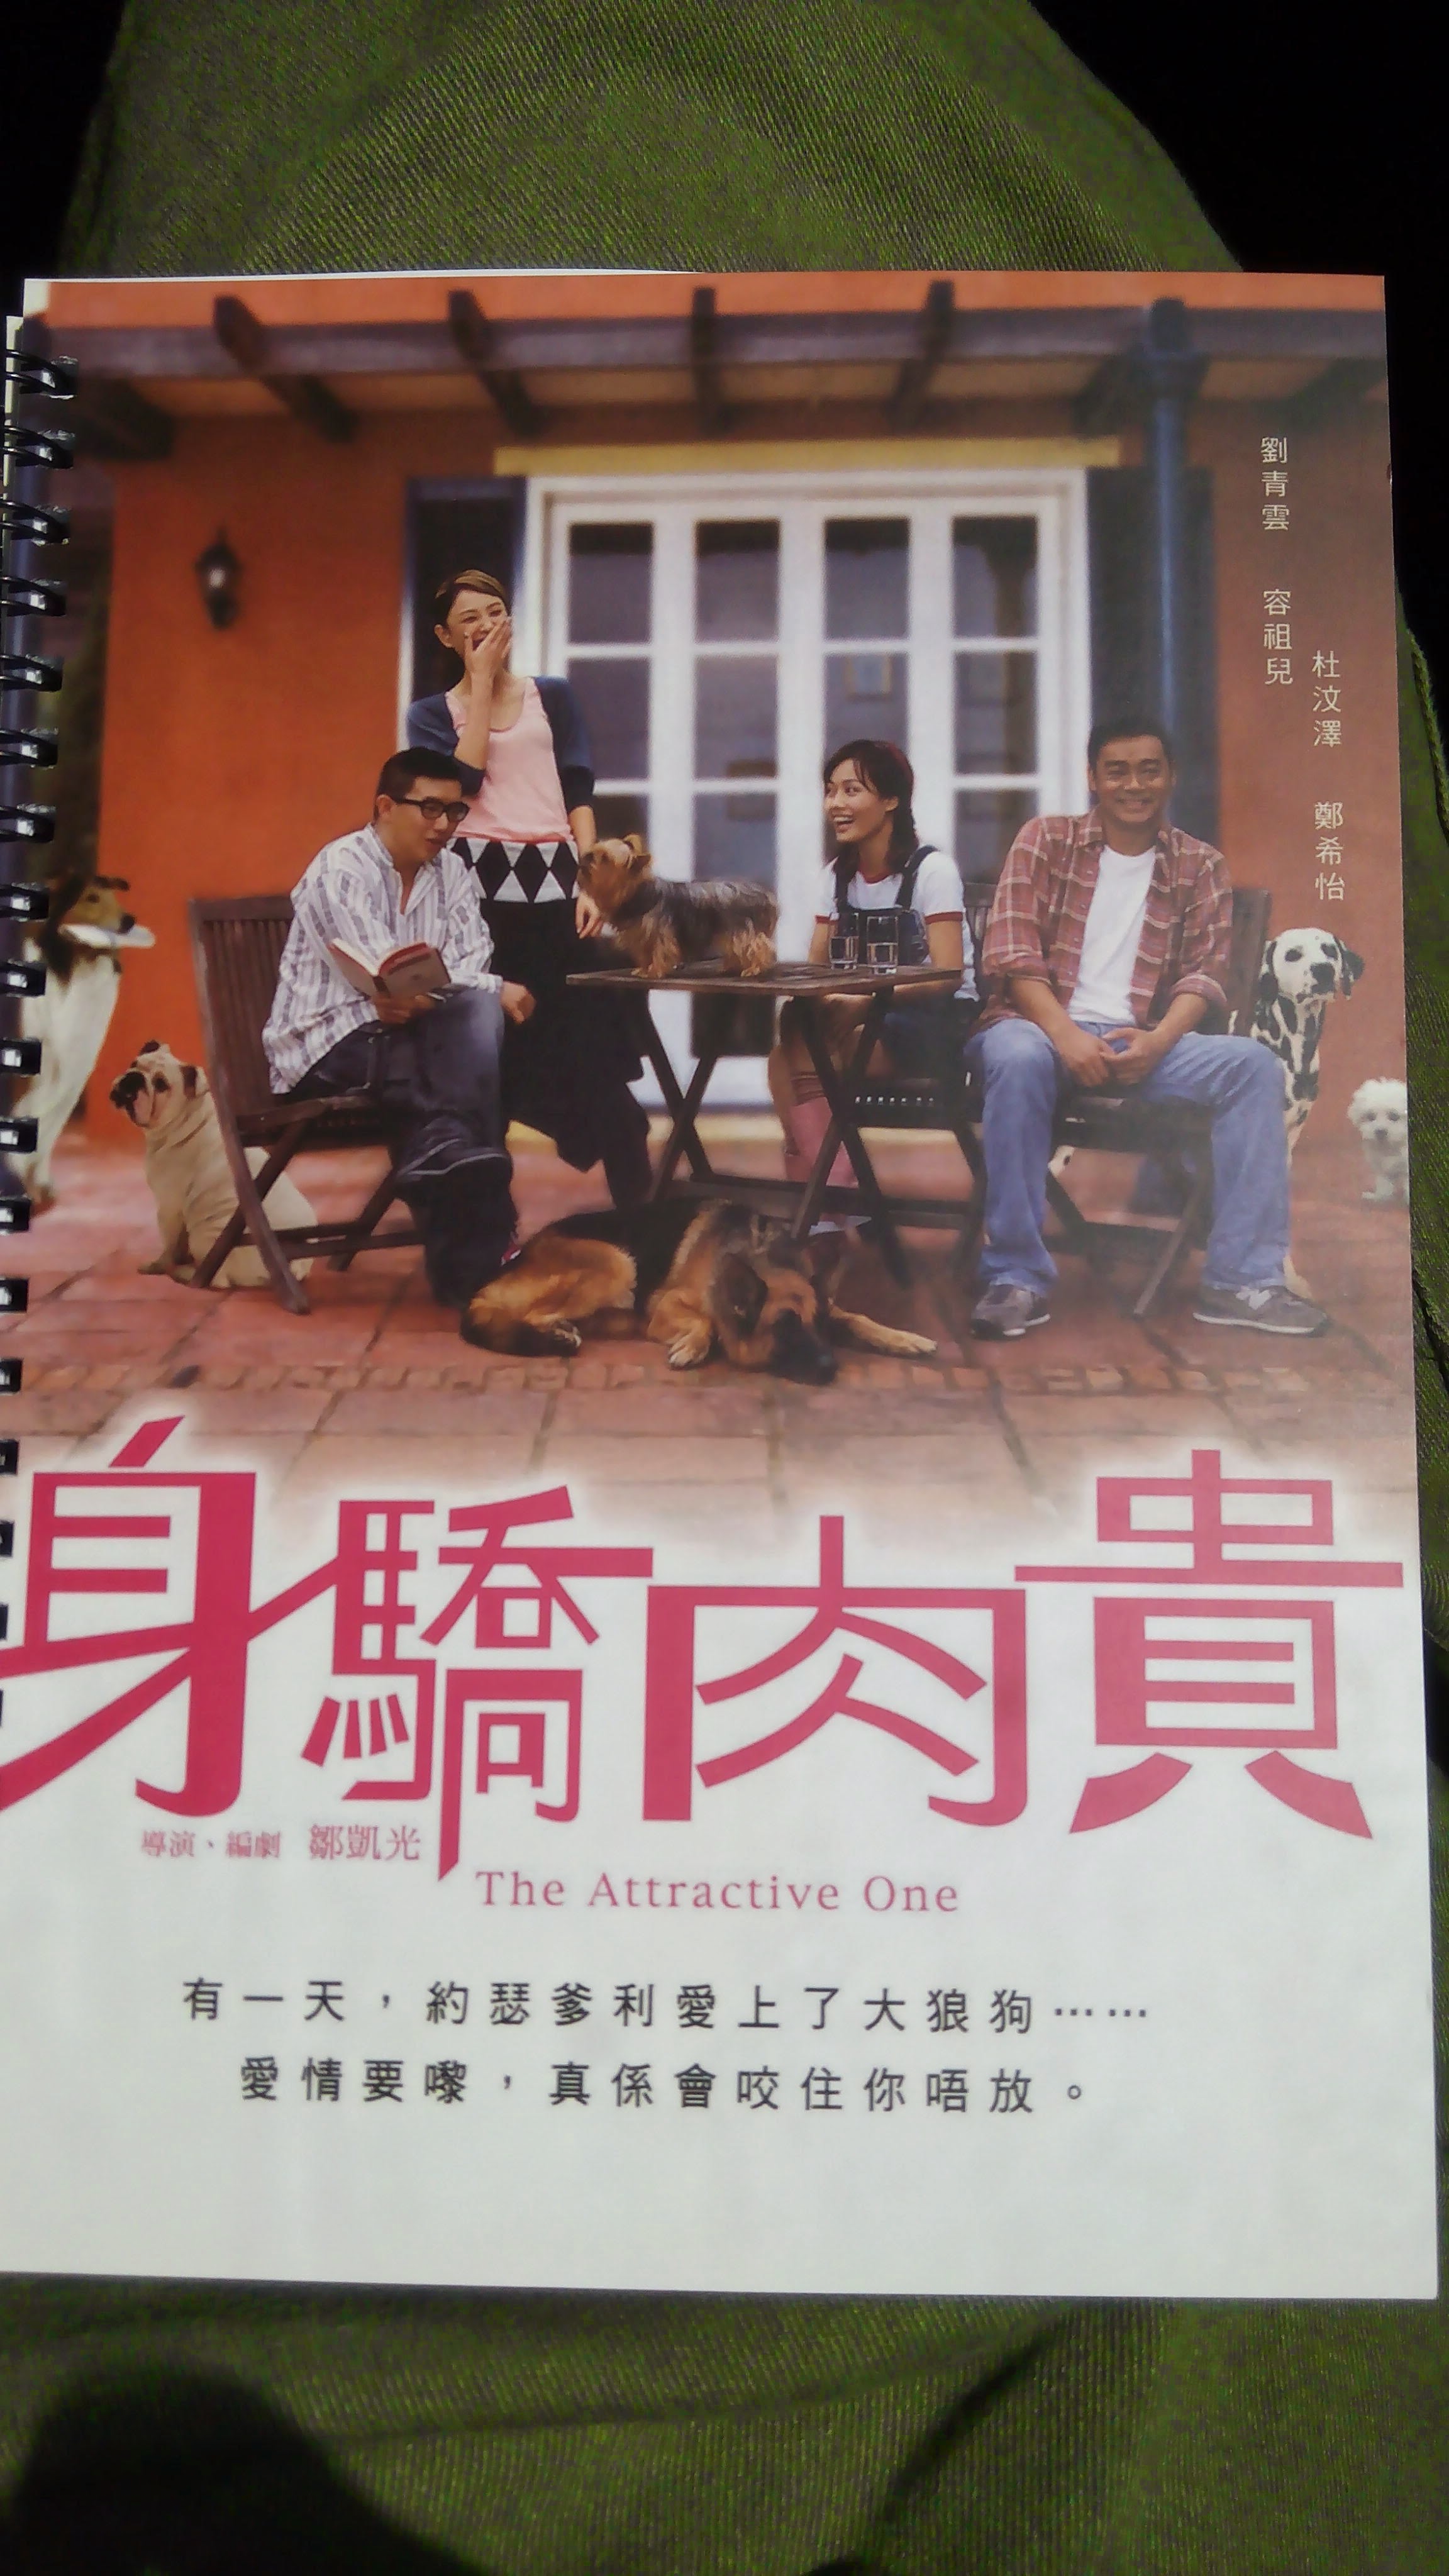 劉青雲 容祖兒
杜汶澤 鄭希怡
身驕肉貴
導演、編劇 鄒凱光
The Attractive One
有一天，約瑟爹利愛上了大狼狗……
愛情要嚟，真係會咬住你唔放。